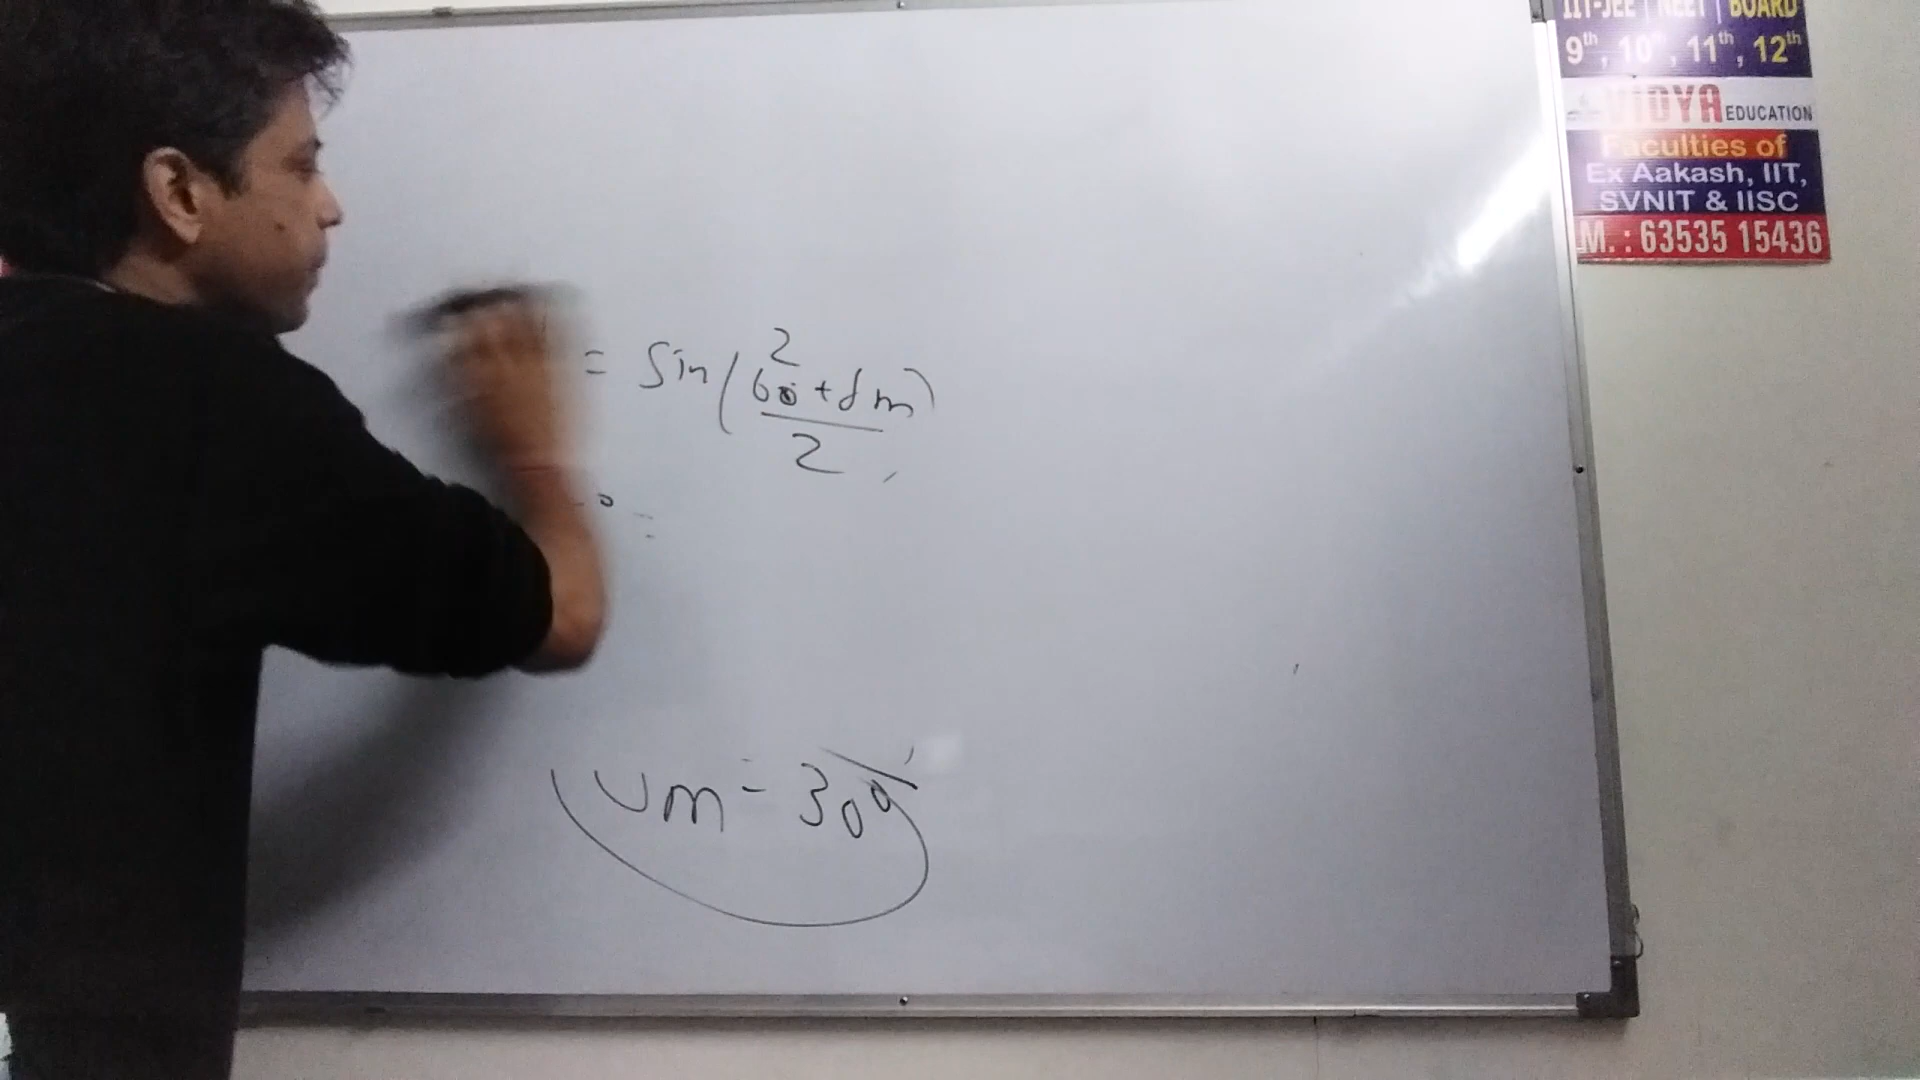 2
= Sin(60+δm)
2
=
m = 30°
IIT-JEE | NEET | BOARD
9th, 10th, 11th, 12th
VIDYA EDUCATION
Faculties of
Ex Aakash, IIT,
SVNIT & IISC
M. : 63535 15436